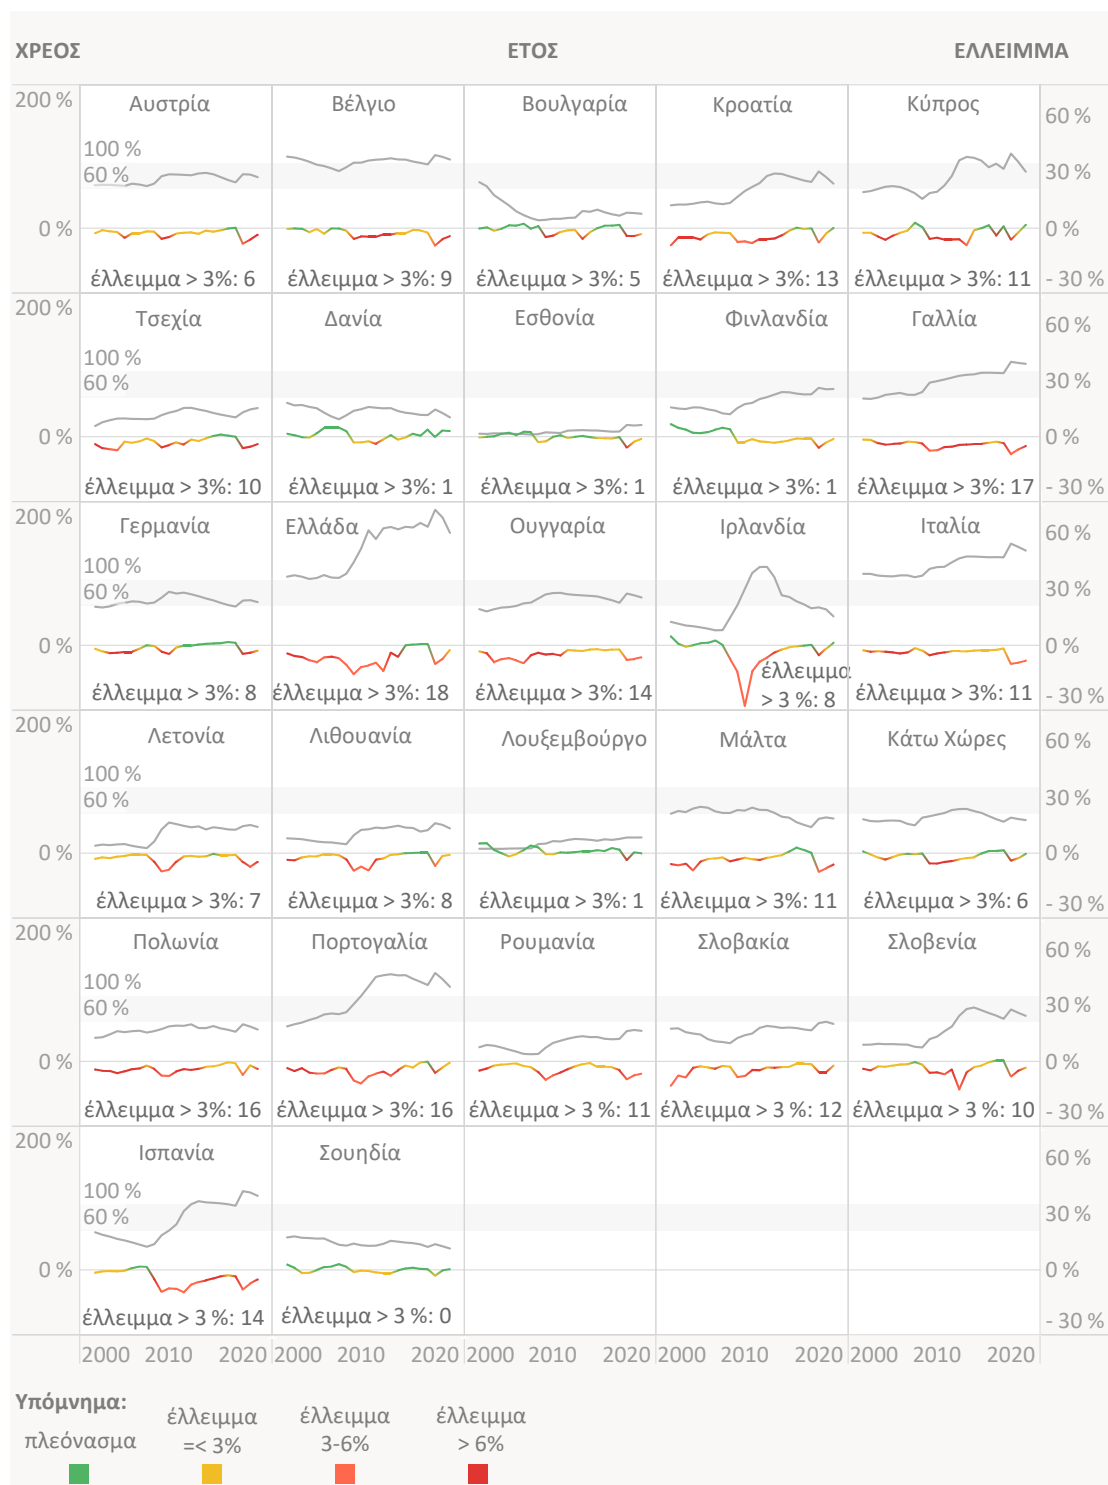 ΧΡΕΟΣ ΕΤΟΣ ΕΛΛΕΙΜΜΑ
200 % Αυστρία Βέλγιο Βουλγαρία Κροατία Κύπρος 60 %
100 %
60 % 30 %
0 % 0 %
έλλειμμα > 3%: 6 έλλειμμα > 3%: 9 έλλειμμα > 3%: 5 έλλειμμα > 3%: 13 έλλειμμα > 3%: 11 - 30 %
200 % Τσεχία Δανία Εσθονία Φινλανδία Γαλλία 60 %
100 %
60 % 30 %
0 % 0 %
έλλειμμα > 3%: 10 έλλειμμα > 3%: 1 έλλειμμα > 3%: 1 έλλειμμα > 3%: 1 έλλειμμα > 3%: 17 - 30 %
200 % Γερμανία Ελλάδα Ουγγαρία Ιρλανδία Ιταλία 60 %
100 %
60 % 30 %
0 % 0 %
έλλειμμα > 3%: 8 έλλειμμα > 3%: 18 έλλειμμα > 3%: 14 έλλειμμα
> 3 %: 8 έλλειμμα > 3%: 11 - 30 %
200 % Λετονία Λιθουανία Λουξεμβούργο Μάλτα Κάτω Χώρες 60 %
100 %
60 % 30 %
0 % 0 %
έλλειμμα > 3%: 7 έλλειμμα > 3%: 8 έλλειμμα > 3%: 1 έλλειμμα > 3%: 11 έλλειμμα > 3%: 6 - 30 %
200 % Πολωνία Πορτογαλία Ρουμανία Σλοβακία Σλοβενία 60 %
100 %
60 % 30 %
0 % 0 %
έλλειμμα > 3%: 16 έλλειμμα > 3%: 16 έλλειμμα > 3 %: 11 έλλειμμα > 3 %: 12 έλλειμμα > 3 %: 10 - 30 %
200 % Ισπανία Σουηδία 60 %
100 %
60 % 30 %
0 % 0 %
έλλειμμα > 3 %: 14 έλλειμμα > 3 %: 0 - 30 %
2000 2010 2020 2000 2010 2020 2000 2010 2020 2000 2010 2020 2000 2010 2020
Υπόμνημα:
πλεόνασμα
έλλειμμα
=< 3%
έλλειμμα
3-6%
έλλειμμα
> 6%